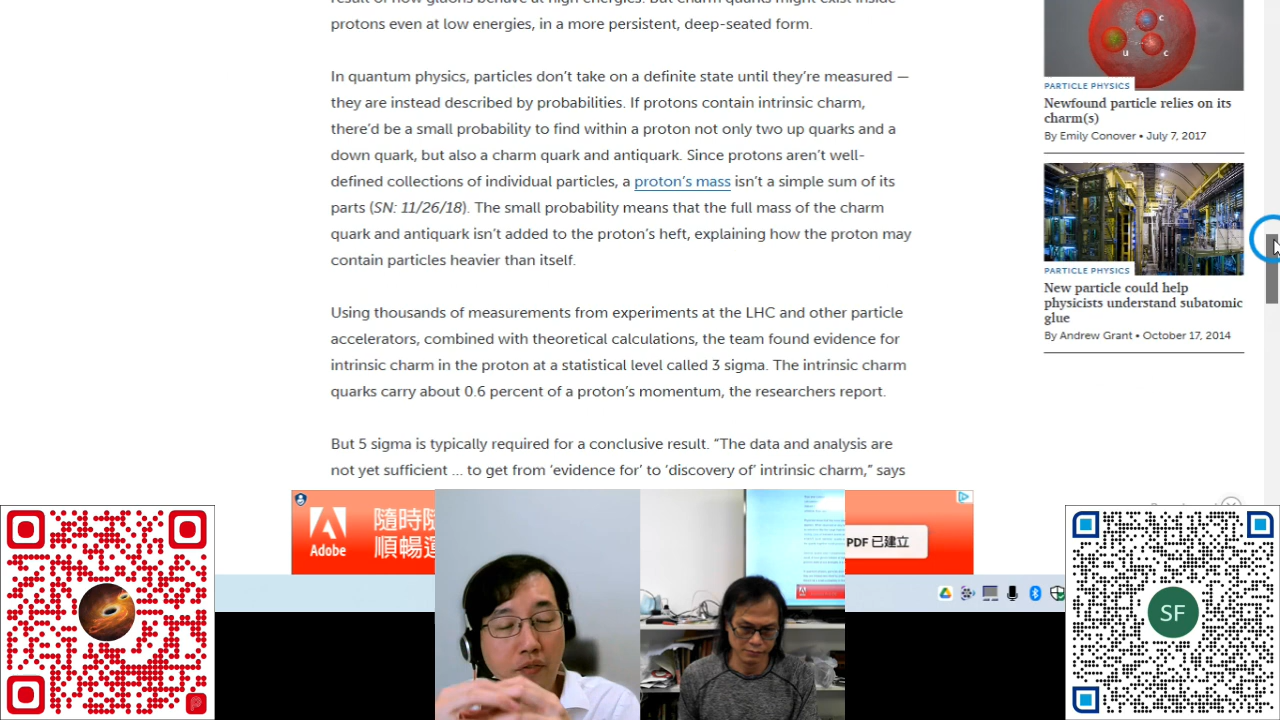 protons even at low energies, in a more persistent, deep-seated form.
In quantum physics, particles don't take on a definite state until they're measured —
they are instead described by probabilities. If protons contain intrinsic charm,
there'd be a small probability to find within a proton not only two up quarks and a
down quark, but also a charm quark and antiquark. Since protons aren't well-
defined collections of individual particles, a proton's mass isn't a simple sum of its
parts (SN: 11/26/18). The small probability means that the full mass of the charm
quark and antiquark isn't added to the proton's heft, explaining how the proton may
contain particles heavier than itself.
Using thousands of measurements from experiments at the LHC and other particle
accelerators, combined with theoretical calculations, the team found evidence for
intrinsic charm in the proton at a statistical level called 3 sigma. The intrinsic charm
quarks carry about 0.6 percent of a proton's momentum, the researchers report.
But 5 sigma is typically required for a conclusive result. “The data and analysis are
not yet sufficient … to get from ‘evidence for’ to ‘discovery of’ intrinsic charm,” says
c
u c
PARTICLE PHYSICS
Newfound particle relies on its
charm(s)
By Emily Conover • July 7, 2017
PARTICLE PHYSICS
New particle could help
physicists understand subatomic
glue
By Andrew Grant • October 17, 2014
Adobe
隨時
順暢
PDF 已建立
SF